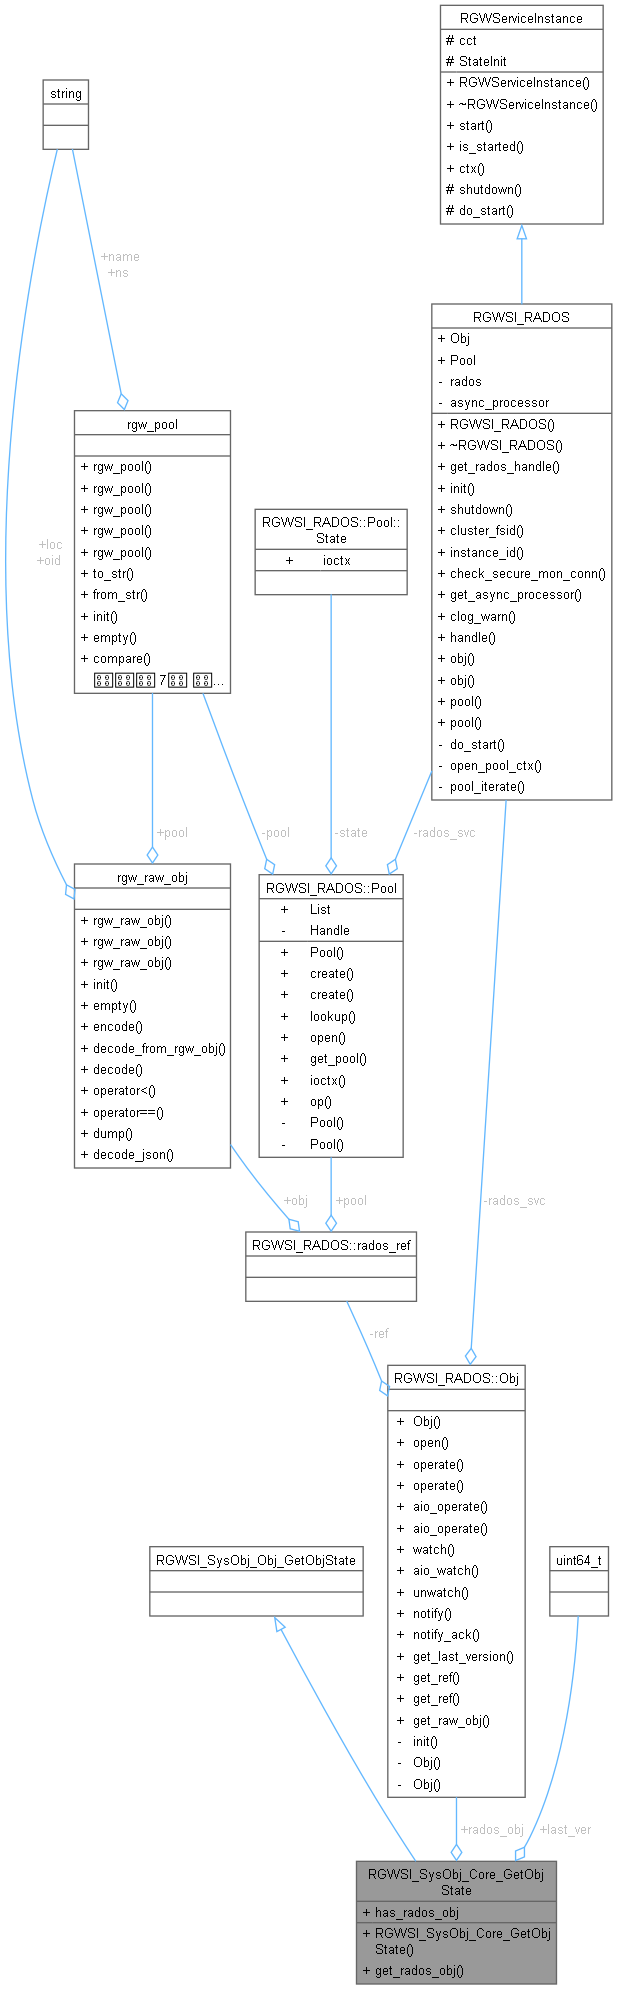 RGWServiceInstance
# cct
# StateInit
+ RGWServiceInstance()
+ ~RGWServiceInstance()
+ start()
+ is_started()
+ ctx()
# shutdown()
# do_start()
string
+name
+ns
RGWSI_RADOS
+ Obj
+ Pool
- rados
- async_processor
+ RGWSI_RADOS()
+ ~RGWSI_RADOS()
+ get_rados_handle()
+ init()
+ shutdown()
+ cluster_fsid()
+ instance_id()
+ check_secure_mon_conn()
+ get_async_processor()
+ clog_warn()
+ handle()
+ obj()
+ obj()
+ pool()
+ pool()
- do_start()
- open_pool_ctx()
- pool_iterate()
rgw_pool
+ rgw_pool()
+ rgw_pool()
+ rgw_pool()
+ rgw_pool()
+ rgw_pool()
+ to_str()
+ from_str()
+ init()
+ empty()
+ compare()
7 ...
+loc
+oid
RGWSI_RADOS::Pool::
State
+ ioctx
+pool
-pool
-state
-rados_svc
rgw_raw_obj
+ rgw_raw_obj()
+ rgw_raw_obj()
+ rgw_raw_obj()
+ init()
+ empty()
+ encode()
+ decode_from_rgw_obj()
+ decode()
+ operator<()
+ operator==()
+ dump()
+ decode_json()
RGWSI_RADOS::Pool
+ List
- Handle
+ Pool()
+ create()
+ create()
+ lookup()
+ open()
+ get_pool()
+ ioctx()
+ op()
- Pool()
- Pool()
+obj
+pool
-rados_svc
RGWSI_RADOS::rados_ref
-ref
RGWSI_RADOS::Obj
+ Obj()
+ open()
+ operate()
+ operate()
+ aio_operate()
+ aio_operate()
+ watch()
+ aio_watch()
+ unwatch()
+ notify()
+ notify_ack()
+ get_last_version()
+ get_ref()
+ get_ref()
+ get_raw_obj()
- init()
- Obj()
- Obj()
RGWSI_SysObj_Obj_GetObjState
uint64_t
+rados_obj
+last_ver
RGWSI_SysObj_Core_GetObj
State
+ has_rados_obj
+ RGWSI_SysObj_Core_GetObj
State()
+ get_rados_obj()